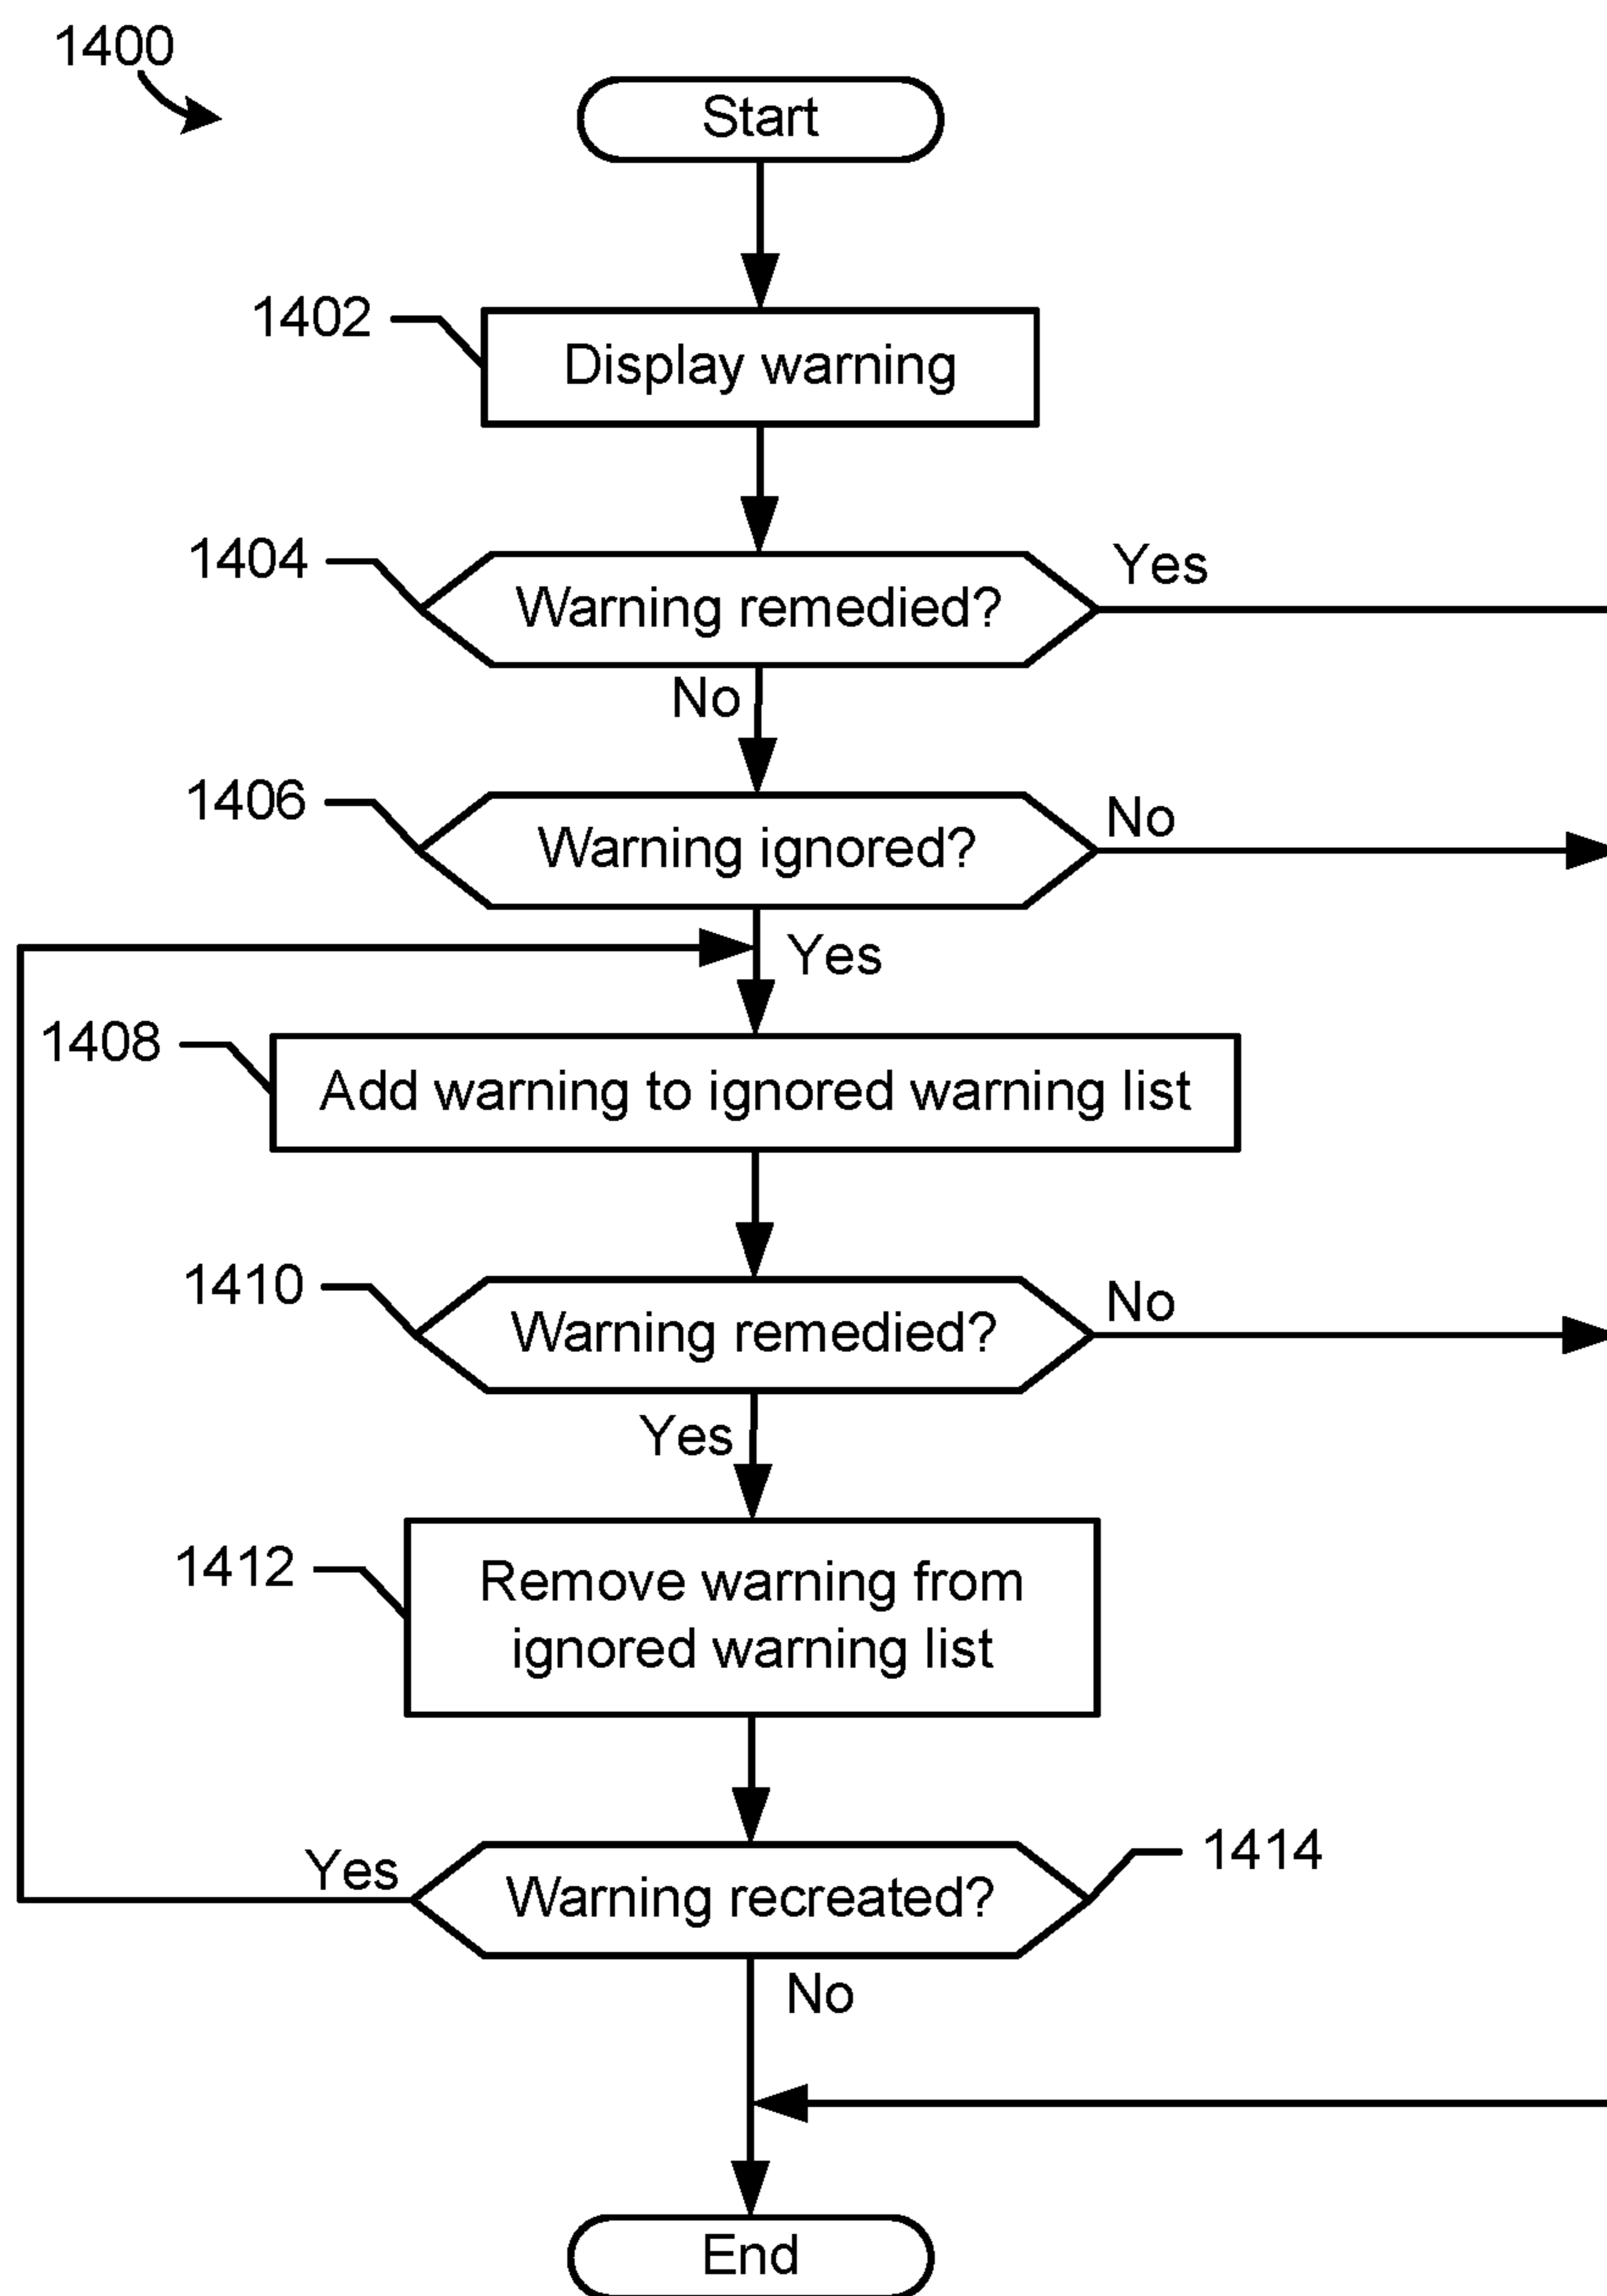 1400
Start
1402
Display warning
1404
Warning remedied?
Yes
No
1406
Warning ignored?
No
Yes
1408
Add warning to ignored warning list
1410
Warning remedied?
No
Yes
1412
Remove warning from
ignored warning list
1414
Yes
Warning recreated?
No
End